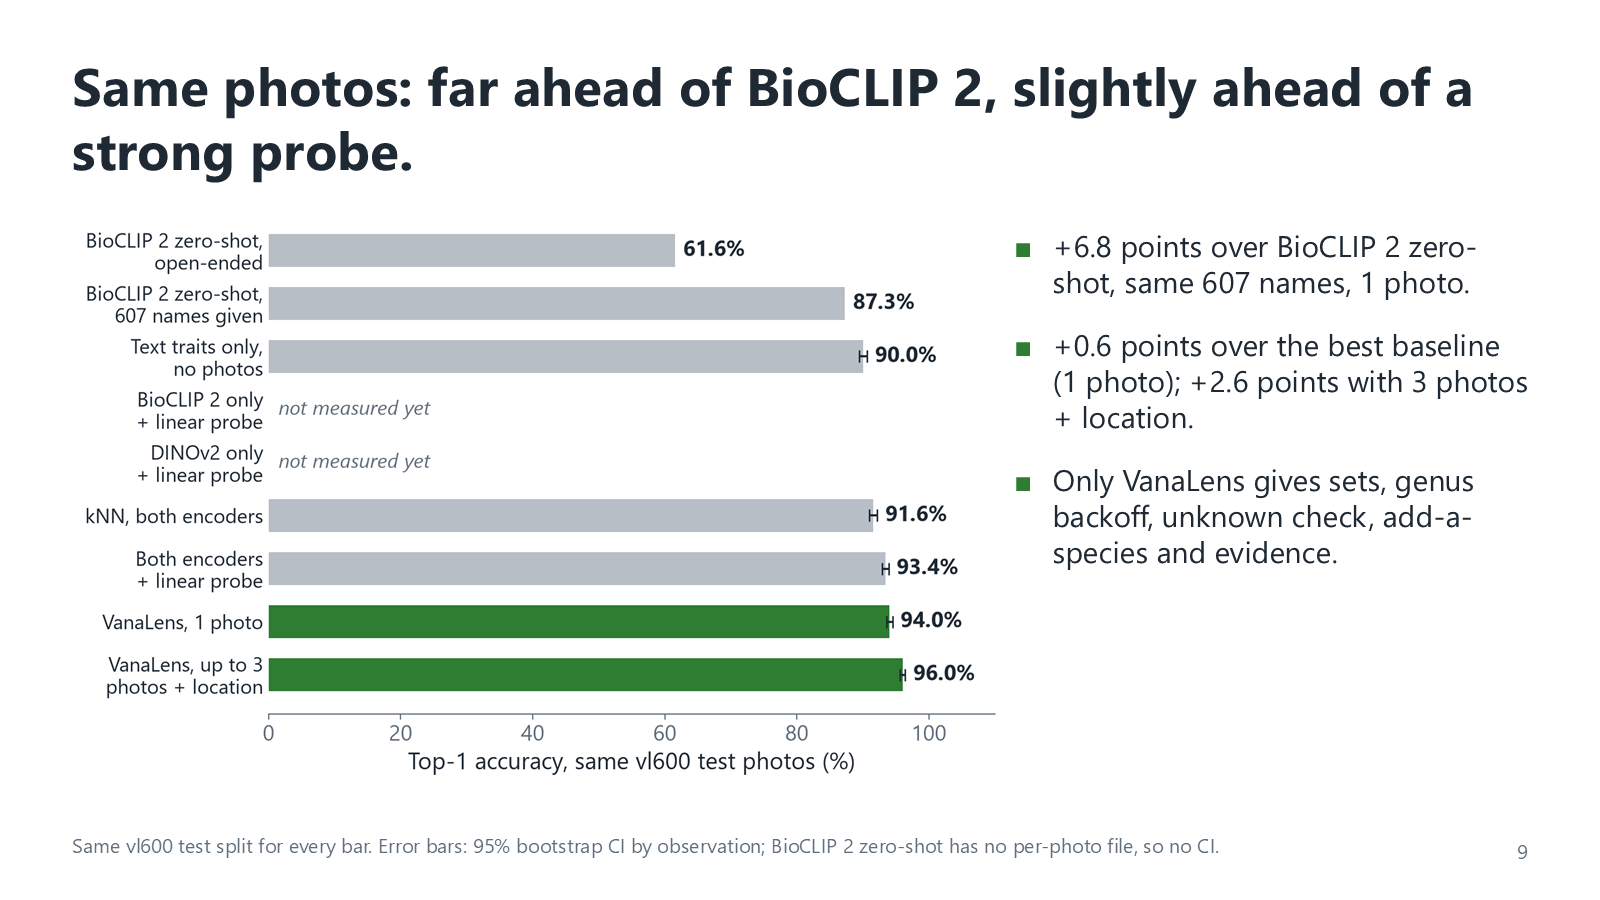 Same photos: far ahead of BioCLIP 2, slightly ahead of a
strong probe.
BioCLIP 2 zero-shot,
open-ended
61.6%
BioCLIP 2 zero-shot,
607 names given
87.3%
Text traits only,
no photos
90.0%
BioCLIP 2 only
+ linear probe
not measured yet
DINOv2 only
+ linear probe
not measured yet
kNN, both encoders
91.6%
Both encoders
+ linear probe
93.4%
VanaLens, 1 photo
94.0%
VanaLens, up to 3
photos + location
96.0%
0 20 40 60 80 100
Top-1 accuracy, same vl600 test photos (%)
+6.8 points over BioCLIP 2 zero-
shot, same 607 names, 1 photo.
+0.6 points over the best baseline
(1 photo); +2.6 points with 3 photos
+ location.
Only VanaLens gives sets, genus
backoff, unknown check, add-a-
species and evidence.
Same vl600 test split for every bar. Error bars: 95% bootstrap CI by observation; BioCLIP 2 zero-shot has no per-photo file, so no CI.
9